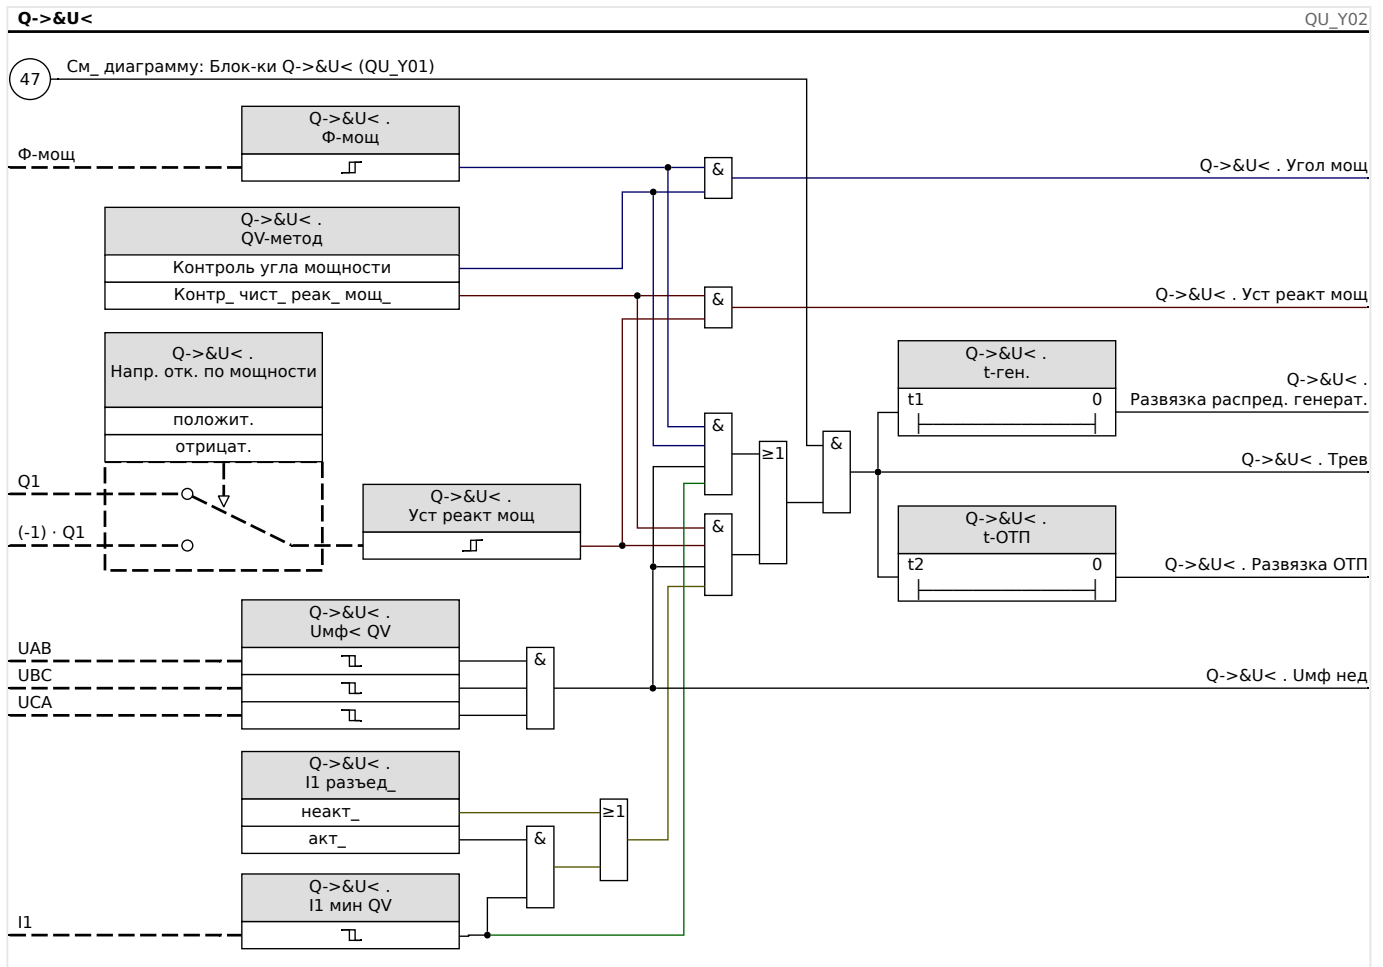 Q->&U<
QU_Y02
47
См_ диаграмму: Блок-ки Q->&U< (QU_Y01)
Q->&U< .
Ф-мощ
Ф-мощ
&
Q->&U< . Угол мощ
Q->&U< .
QV-метод
Контроль угла мощности
Контр_ чист_ реак_ мощ_
&
Q->&U< . Уст реакт мощ
Q->&U< .
Напр. отк. по мощности
положит.
отрицат.
Q->&U< .
t-ген.
t1 0
Q->&U< .
Развязка распред. генерат.
&
≥1
&
Q->&U< . Трев
Q1
(-1) · Q1
Q->&U< .
Уст реакт мощ
&
Q->&U< .
t-ОТП
t2 0
Q->&U< . Развязка ОТП
Q->&U< .
Uмф< QV
UAB
UBC
UCA
&
Q->&U< . Uмф нед
Q->&U< .
I1 разъед_
неакт_
акт_
≥1
&
Q->&U< .
I1 мин QV
I1